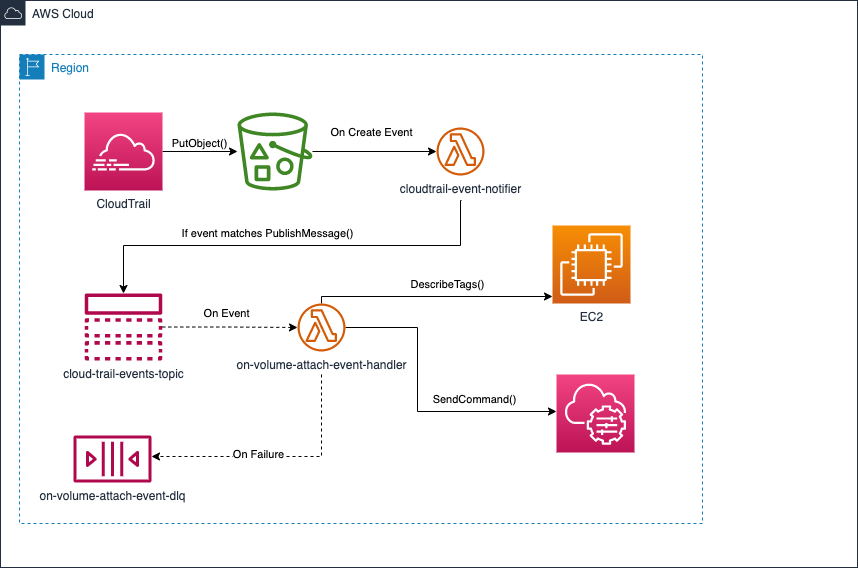 AWS Cloud
Region
PutObject()
On Create Event
CloudTrail
cloudtrail-event-notifier
If event matches PublishMessage()
DescribeTags()
On Event
EC2
cloud-trail-events-topic
on-volume-attach-event-handler
SendCommand()
On Failure
on-volume-attach-event-dlq